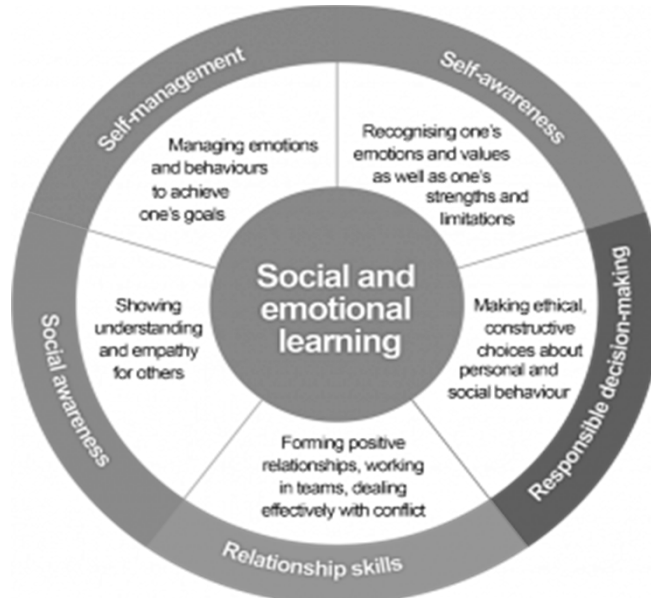 Self-management
Self-awareness
Managing emotions
and behaviours
to achieve
one's goals
Recognising one's
emotions and values
as well as one's
strengths and
limitations
Social and
emotional
learning
Showing
understanding
and empathy
for others
Making ethical,
constructive
choices about
personal and
social behaviour
Social awareness
Responsible decision-making
Forming positive
relationships, working
in teams, dealing
effectively with conflict
Relationship skills